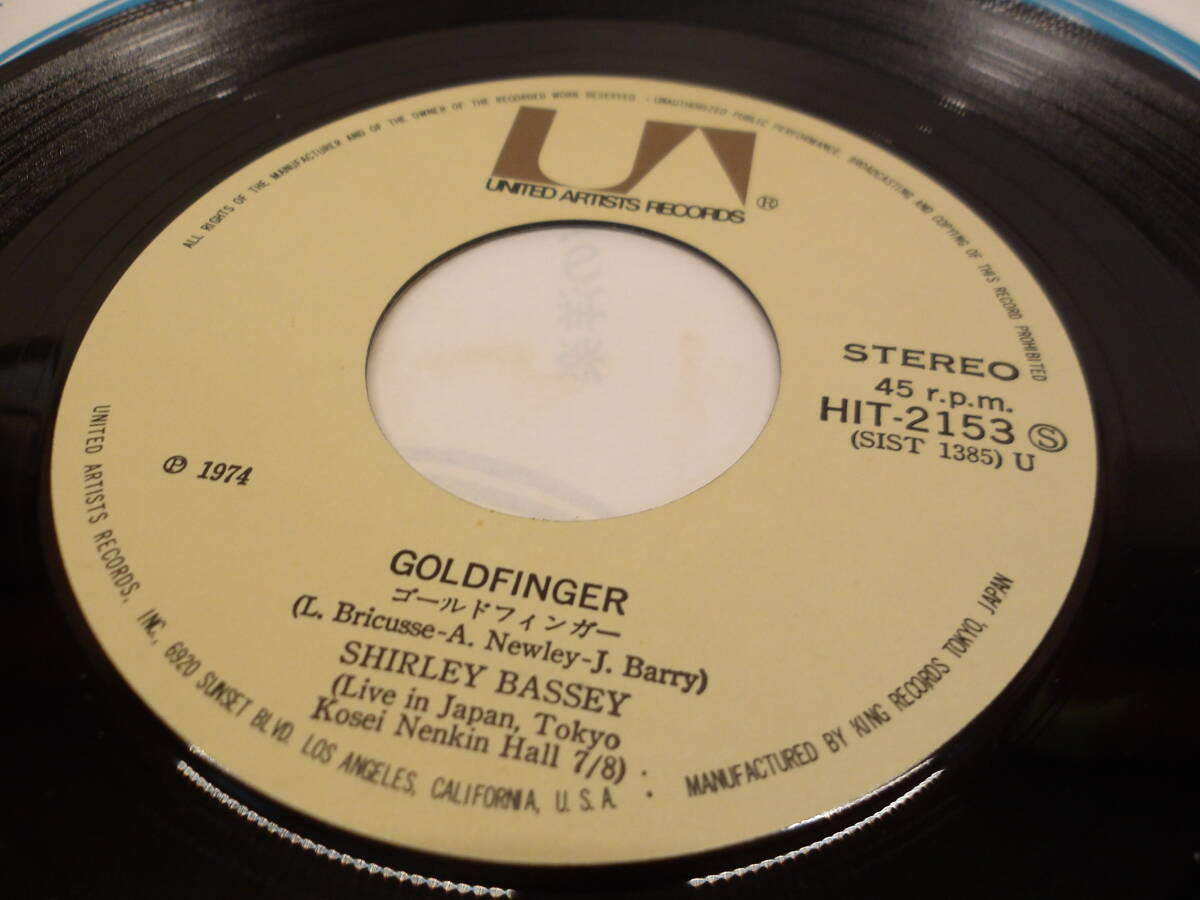 ALL RIGHTS OF THE MANUFACTURER AND OF THE OWNER OF THE RECORDED WORK RESERVED - UNAUTHORIZED PUBLIC PERFORMANCE, BROADCASTING AND COPYING OF THIS RECORD PROHIBITED
UA
UNITED ARTISTS RECORDS ®
STEREO
45 r.p.m.
HIT-2153 Ⓢ
(SIST 1385) U
℗ 1974
GOLDFINGER
ゴールドフィンガー
(L. Bricusse-A. Newley-J. Barry)
SHIRLEY BASSEY
(Live in Japan, Tokyo
Kosei Nenkin Hall 7/8)
UNITED ARTISTS RECORDS, INC., 6920 SUNSET BLVD. LOS ANGELES, CALIFORNIA, U.S.A. • MANUFACTURED BY KING RECORDS TOKYO, JAPAN